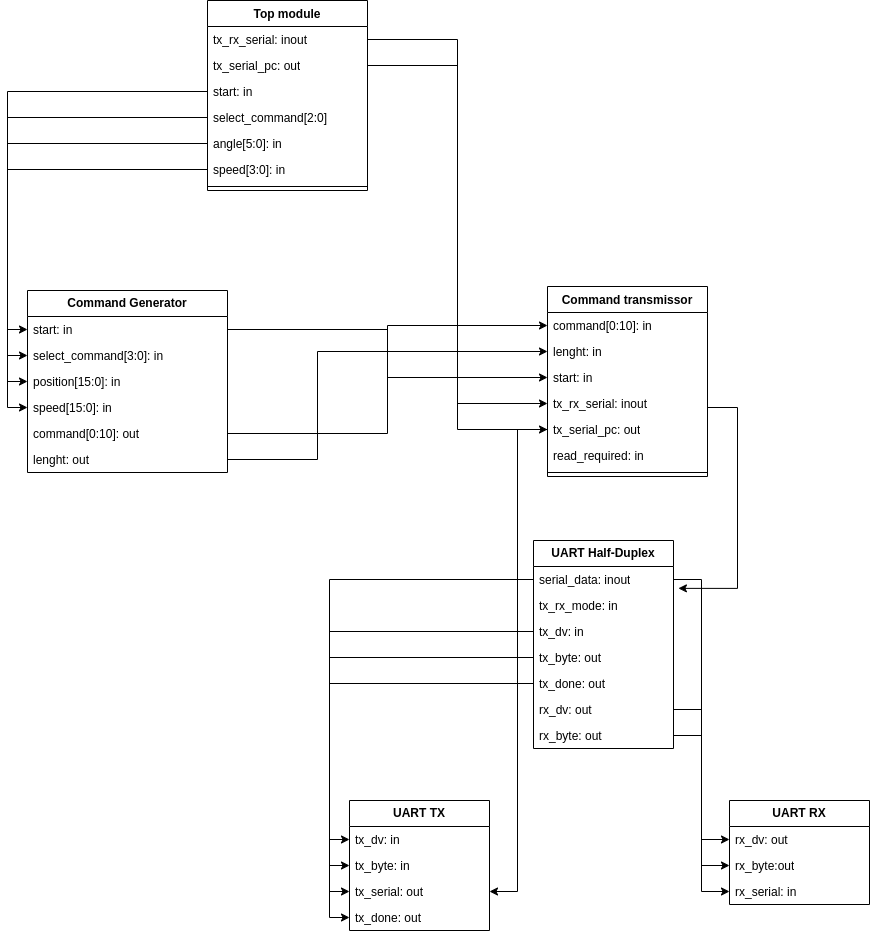 Top module
tx_rx_serial: inout
tx_serial_pc: out
start: in
select_command[2:0]
angle[5:0]: in
speed[3:0]: in
Command Generator
start: in
select_command[3:0]: in
position[15:0]: in
speed[15:0]: in
command[0:10]: out
lenght: out
Command transmissor
command[0:10]: in
lenght: in
start: in
tx_rx_serial: inout
tx_serial_pc: out
read_required: in
UART Half-Duplex
serial_data: inout
tx_rx_mode: in
tx_dv: in
tx_byte: out
tx_done: out
rx_dv: out
rx_byte: out
UART TX
tx_dv: in
tx_byte: in
tx_serial: out
tx_done: out
UART RX
rx_dv: out
rx_byte:out
rx_serial: in